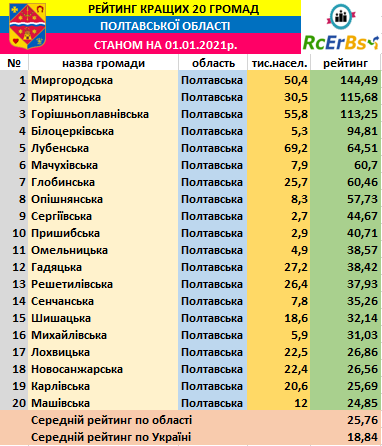 РЕЙТИНГ КРАЩИХ 20 ГРОМАД
ПОЛТАВСЬКОЇ ОБЛАСТІ
СТАНОМ НА 01.01.2021р.
RcErBs
№ назва громади область тис.насел. рейтинг
1 Миргородська Полтавська 50,4 144,49
2 Пирятинська Полтавська 30,5 115,68
3 Горішньоплавнівська Полтавська 55,8 113,25
4 Білоцерківська Полтавська 5,3 94,81
5 Лубенська Полтавська 69,2 64,51
6 Мачухівська Полтавська 7,9 60,7
7 Глобинська Полтавська 25,7 60,46
8 Опішнянська Полтавська 8,3 57,73
9 Сергіївська Полтавська 2,7 44,67
10 Пришибська Полтавська 2,9 40,71
11 Омельницька Полтавська 4,9 38,57
12 Гадяцька Полтавська 27,2 38,42
13 Решетилівська Полтавська 26,4 37,93
14 Сенчанська Полтавська 7,8 35,26
15 Шишацька Полтавська 18,6 32,14
16 Михайлівська Полтавська 5,9 31,03
17 Лохвицька Полтавська 22,5 26,86
18 Новосанжарська Полтавська 22,4 26,56
19 Карлівська Полтавська 20,6 25,69
20 Машівська Полтавська 12 24,85
Середній рейтинг по області 25,76
Середній рейтинг по Україні 18,84